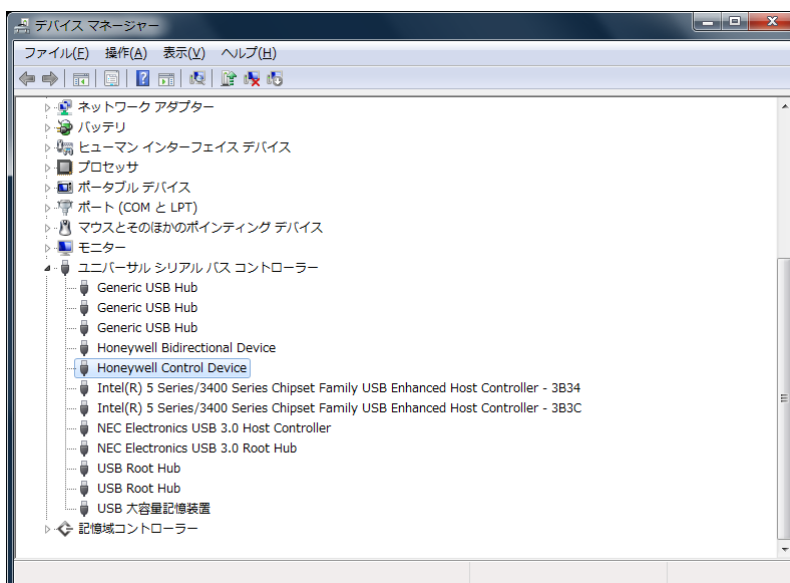 デバイス マネージャー
ファイル(F) 操作(A) 表示(V) ヘルプ(H)
ネットワーク アダプター
バッテリ
ヒューマン インターフェイス デバイス
プロセッサ
ポータブル デバイス
ポート (COM と LPT)
マウスとそのほかのポインティング デバイス
モニター
ユニバーサル シリアル バス コントローラー
Generic USB Hub
Generic USB Hub
Generic USB Hub
Honeywell Bidirectional Device
Honeywell Control Device
Intel(R) 5 Series/3400 Series Chipset Family USB Enhanced Host Controller - 3B34
Intel(R) 5 Series/3400 Series Chipset Family USB Enhanced Host Controller - 3B3C
NEC Electronics USB 3.0 Host Controller
NEC Electronics USB 3.0 Root Hub
USB Root Hub
USB Root Hub
USB 大容量記憶装置
記憶域コントローラー